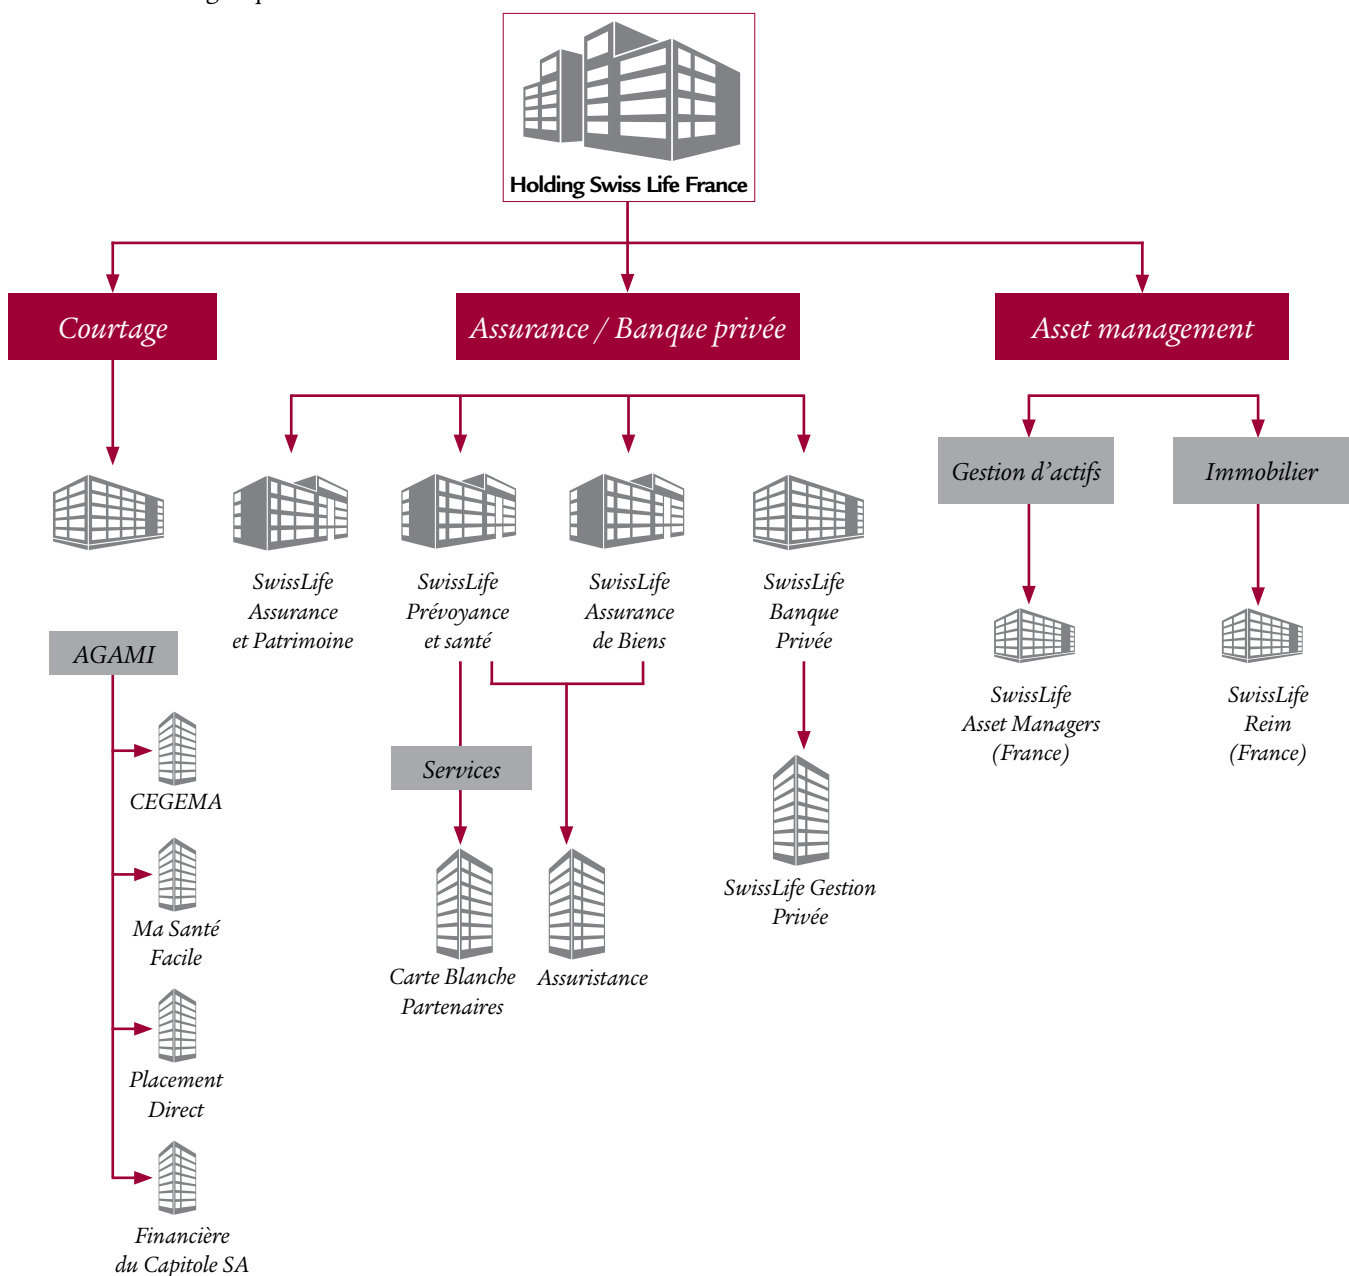 Holding Swiss Life France
Courtage
Assurance / Banque privée
Asset management
Gestion d’actifs
Immobilier
SwissLife
Assurance
et Patrimoine
SwissLife
Prévoyance
et santé
SwissLife
Assurance
de Biens
SwissLife
Banque
Privée
AGAMI
SwissLife
Asset Managers
(France)
SwissLife
Reim
(France)
Services
CEGEMA
SwissLife Gestion
Privée
Ma Santé
Facile
Carte Blanche
Partenaires
Assuristance
Placement
Direct
Financière
du Capitole SA